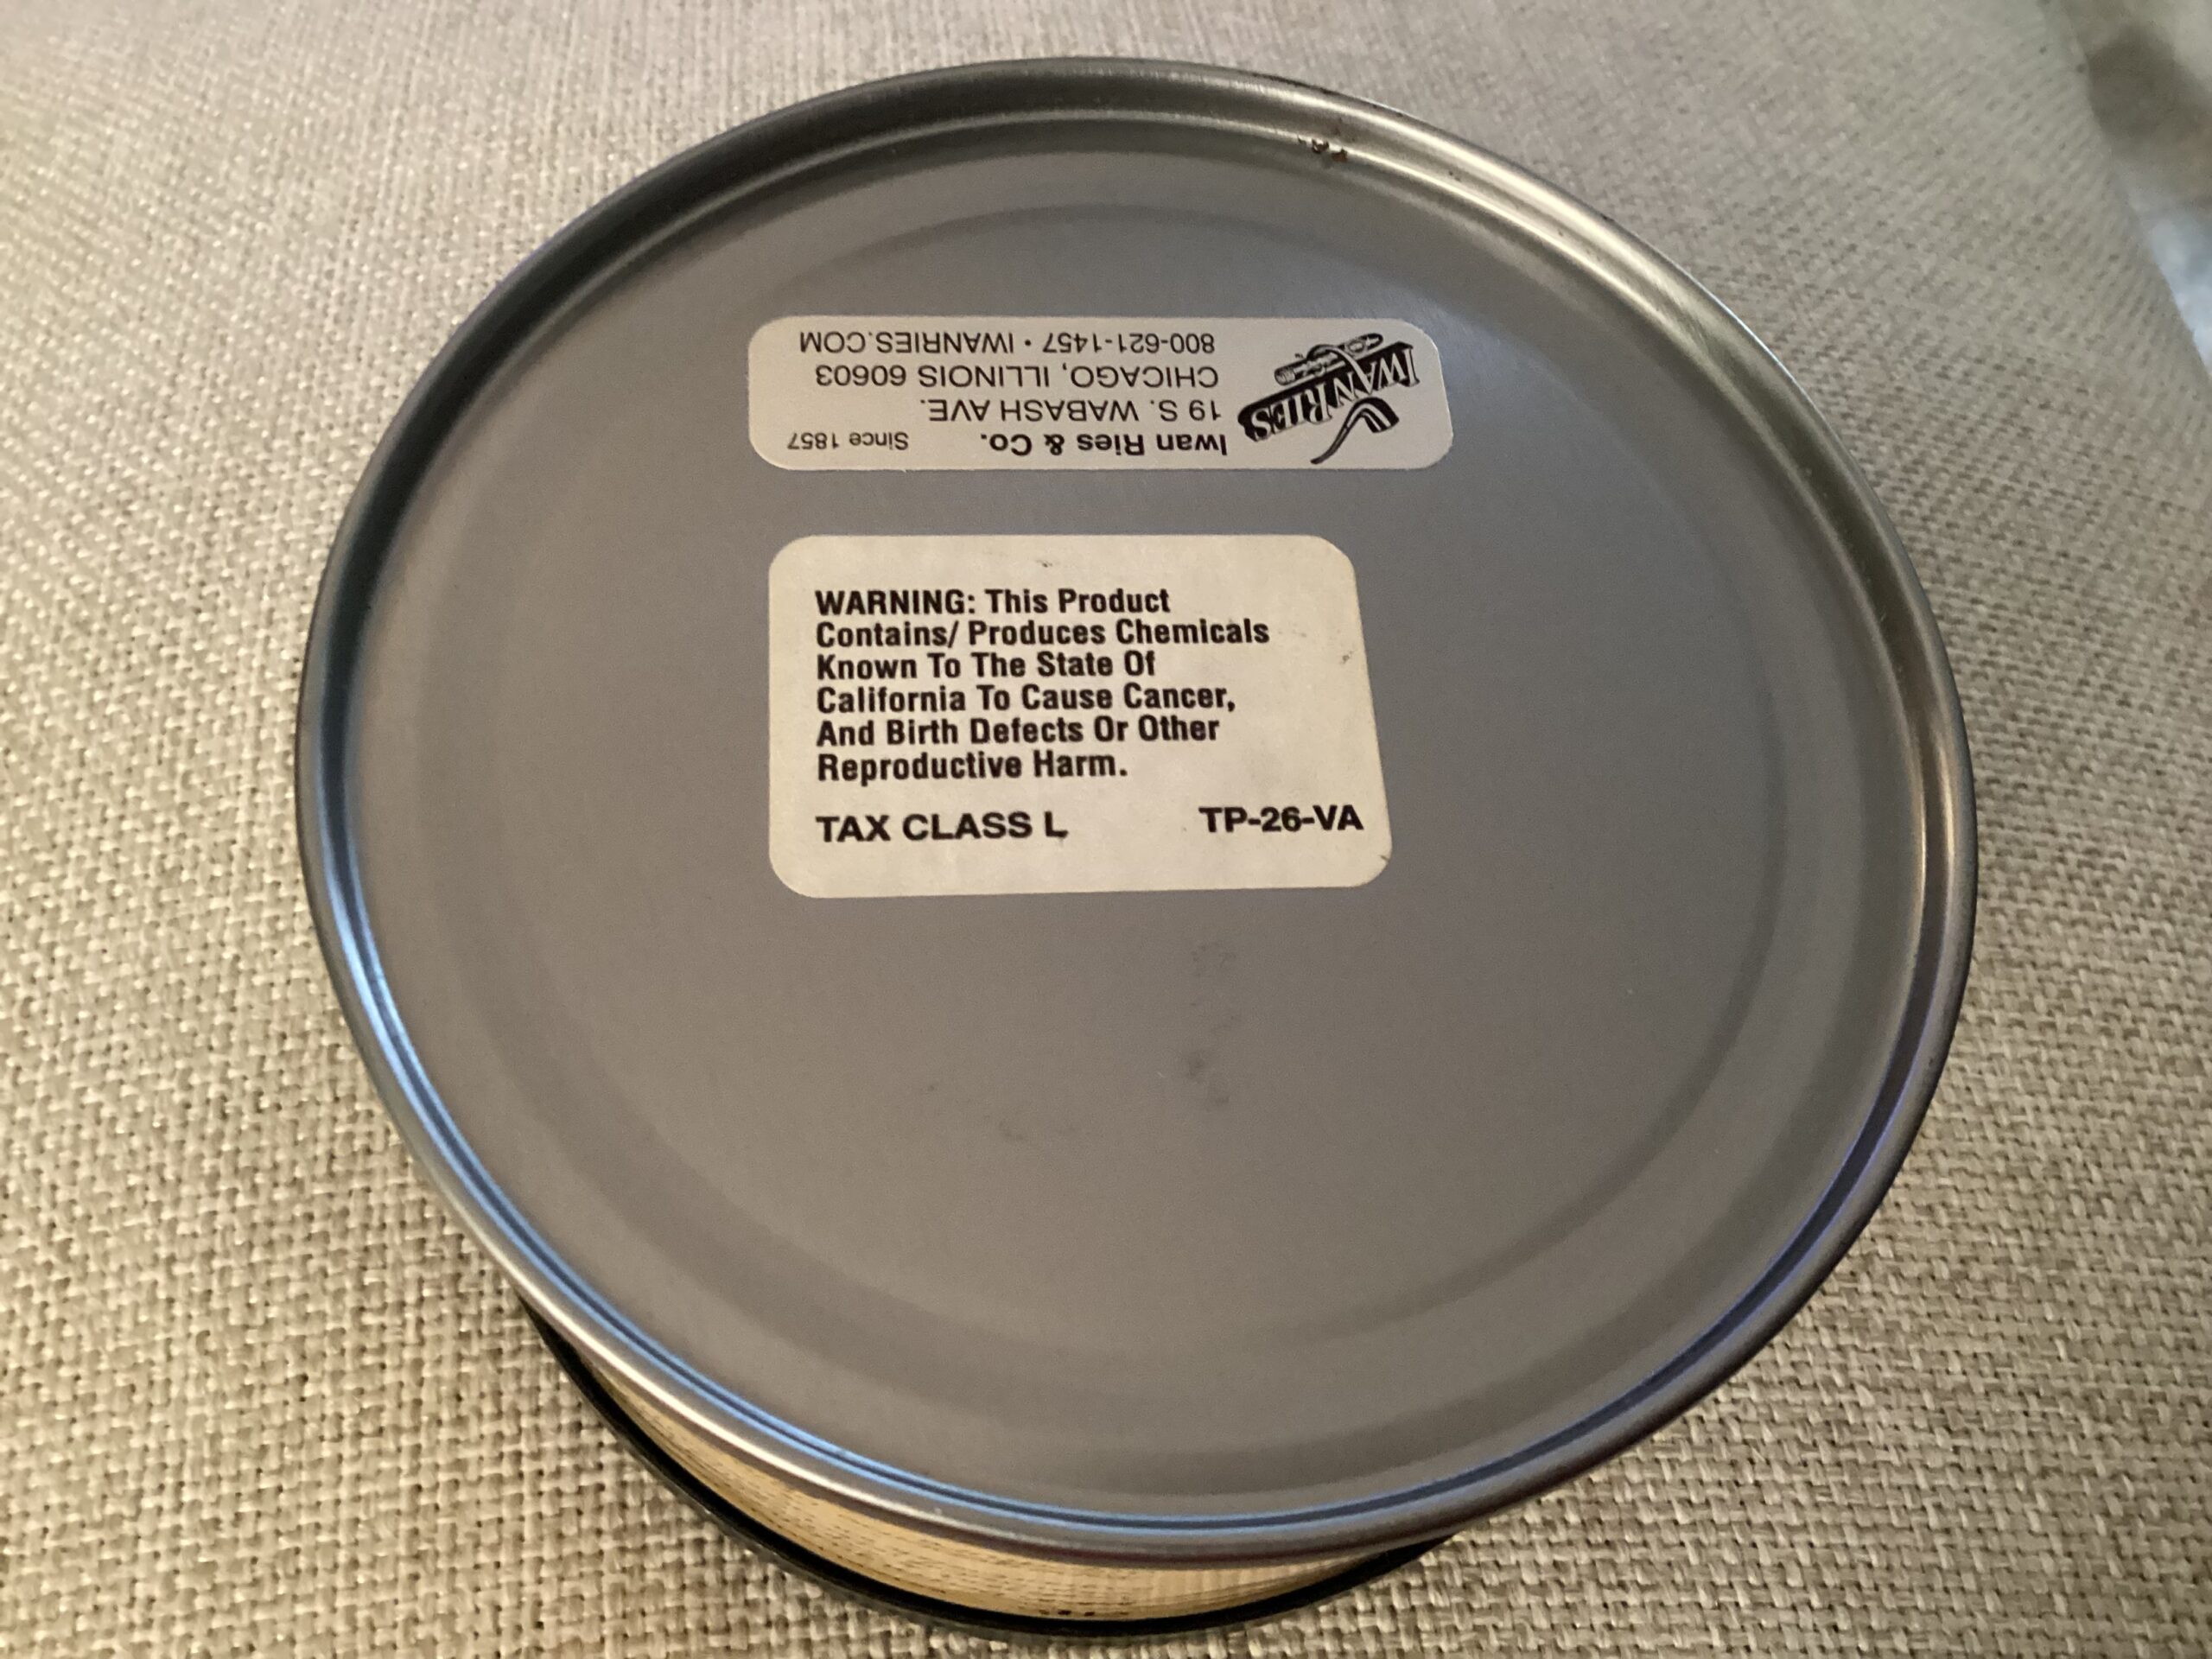 Iwan Ries & Co. Since 1857
19 S. WABASH AVE.
CHICAGO, ILLINOIS 60603
800-621-1457 • IWANRIES.COM
IWAN RIES
WARNING: This Product
Contains/ Produces Chemicals
Known To The State Of
California To Cause Cancer,
And Birth Defects Or Other
Reproductive Harm.
TAX CLASS L TP-26-VA